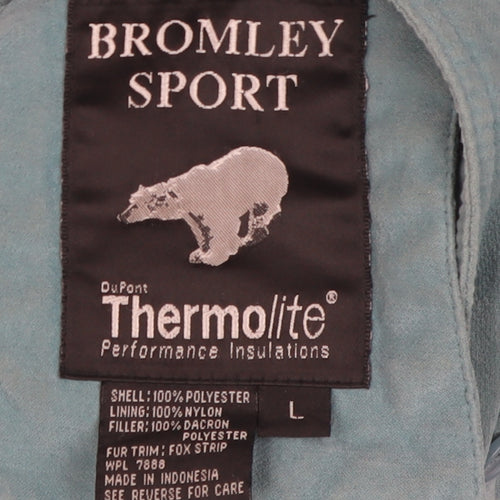 BROMLEY
SPORT
DuPont
Thermolite®
Performance Insulations
SHELL: 100% POLYESTER
LINING: 100% NYLON
FILLER: 100% DACRON
POLYESTER
FUR TRIM: FOX STRIP
WPL 7888
MADE IN INDONESIA
SEE REVERSE FOR CARE
L